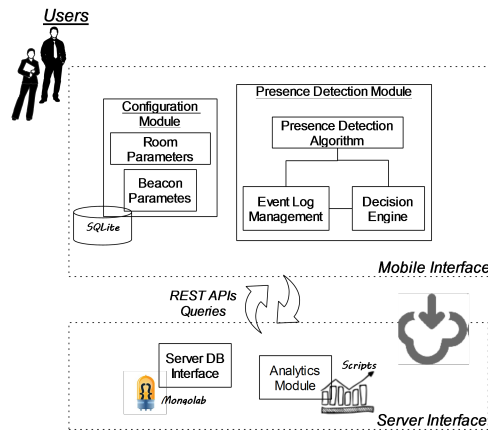 Users
Configuration
Module
Room
Parameters
Beacon
Parametes
SQLite
Presence Detection Module
Presence Detection
Algorithm
Event Log
Management
Decision
Engine
Mobile Interface
REST APIs
Queries
Server DB
Interface
Mongolab
Analytics
Module
Scripts
Server Interface